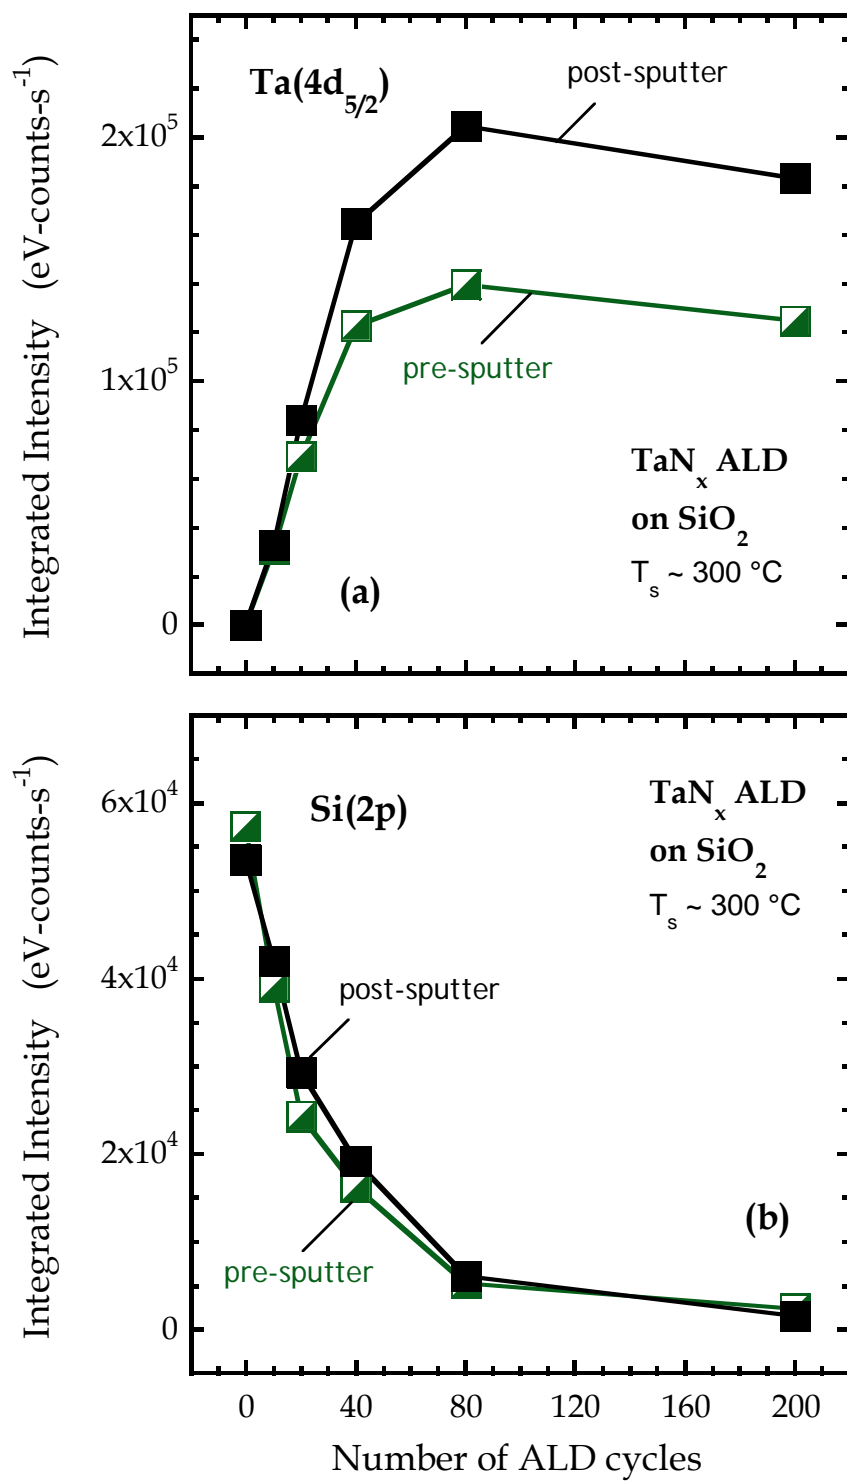 Ta(4d5/2)
post-sputter
pre-sputter
TaNx ALD
on SiO2
Ts ~ 300 °C
(a)
2x10^5
1x10^5
0
Integrated Intensity (eV-counts-s^-1)
Si(2p)
TaNx ALD
on SiO2
Ts ~ 300 °C
post-sputter
pre-sputter
(b)
6x10^4
4x10^4
2x10^4
0
Integrated Intensity (eV-counts-s^-1)
0 40 80 120 160 200
Number of ALD cycles